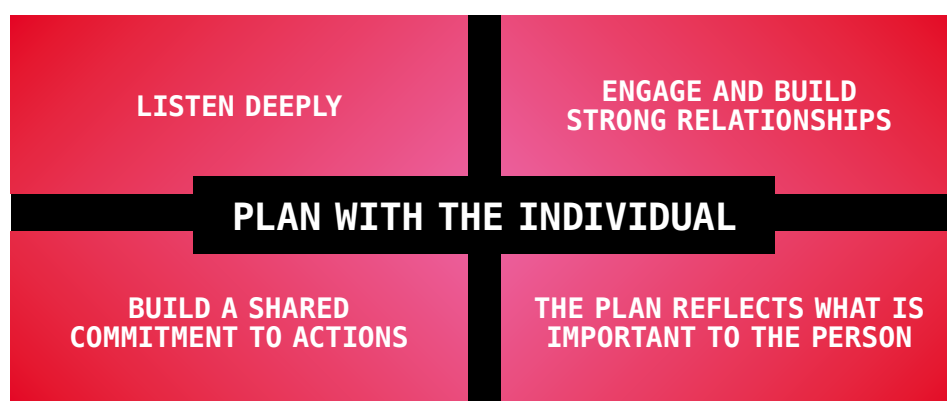 LISTEN DEEPLY
ENGAGE AND BUILD
STRONG RELATIONSHIPS
PLAN WITH THE INDIVIDUAL
BUILD A SHARED
COMMITMENT TO ACTIONS
THE PLAN REFLECTS WHAT IS
IMPORTANT TO THE PERSON